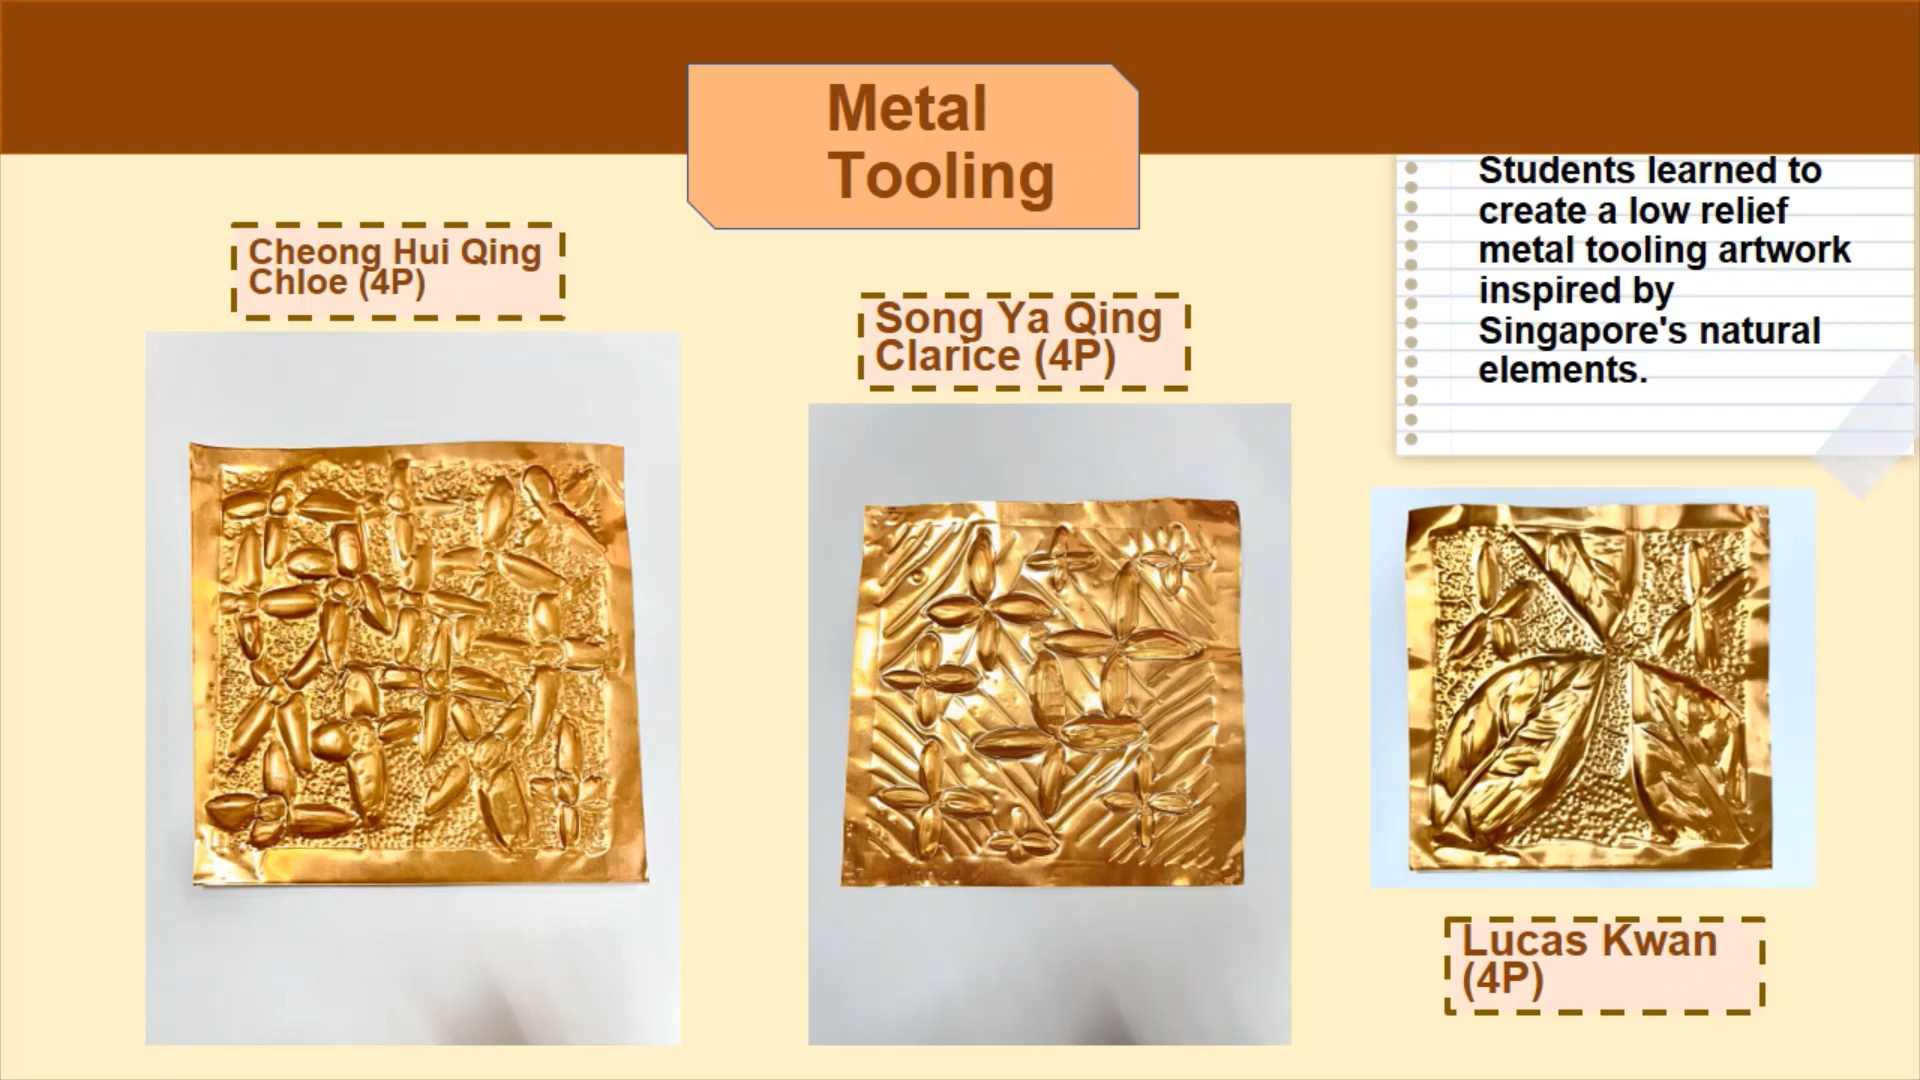 Metal
Tooling
Cheong Hui Qing
Chloe (4P)
Song Ya Qing
Clarice (4P)
Students learned to
create a low relief
metal tooling artwork
inspired by
Singapore's natural
elements.
Lucas Kwan
(4P)